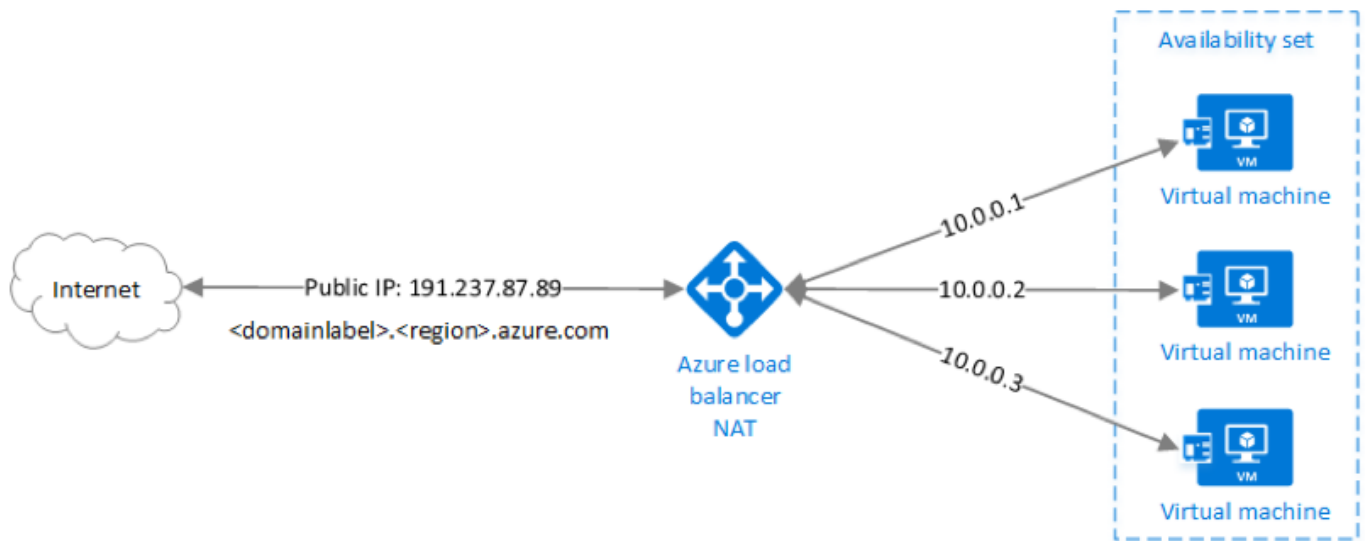 Availability set
VM
Virtual machine
10.0.0.1
Internet
Public IP: 191.237.87.89
<domainlabel>.<region>.azure.com
Azure load
balancer
NAT
10.0.0.2
VM
Virtual machine
10.0.0.3
VM
Virtual machine